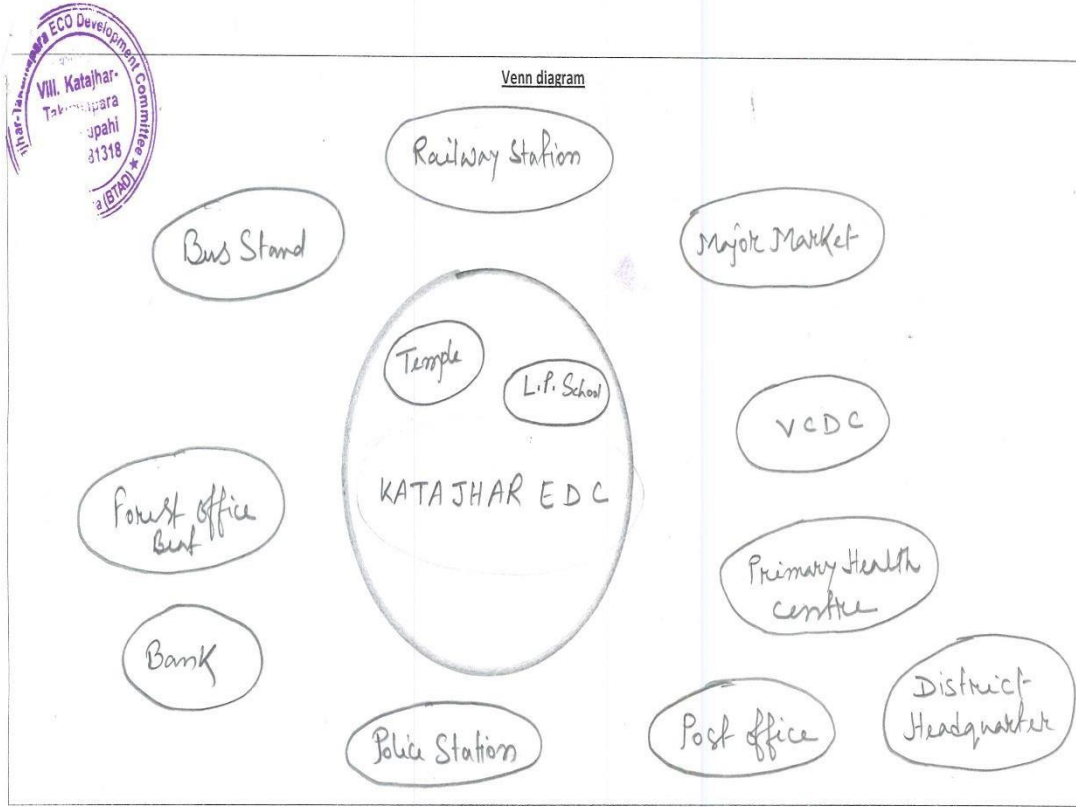 ECO Development Committee ★
Vill. Katajhar-
(BTAD)
Venn diagram
Railway Station
Bus Stand
Major Market
Temple
L.P. School
VCDC
KATAJHAR EDC
Forest office
Beat
Primary Health
centre
Bank
District
Headquarter
Police Station
Post office